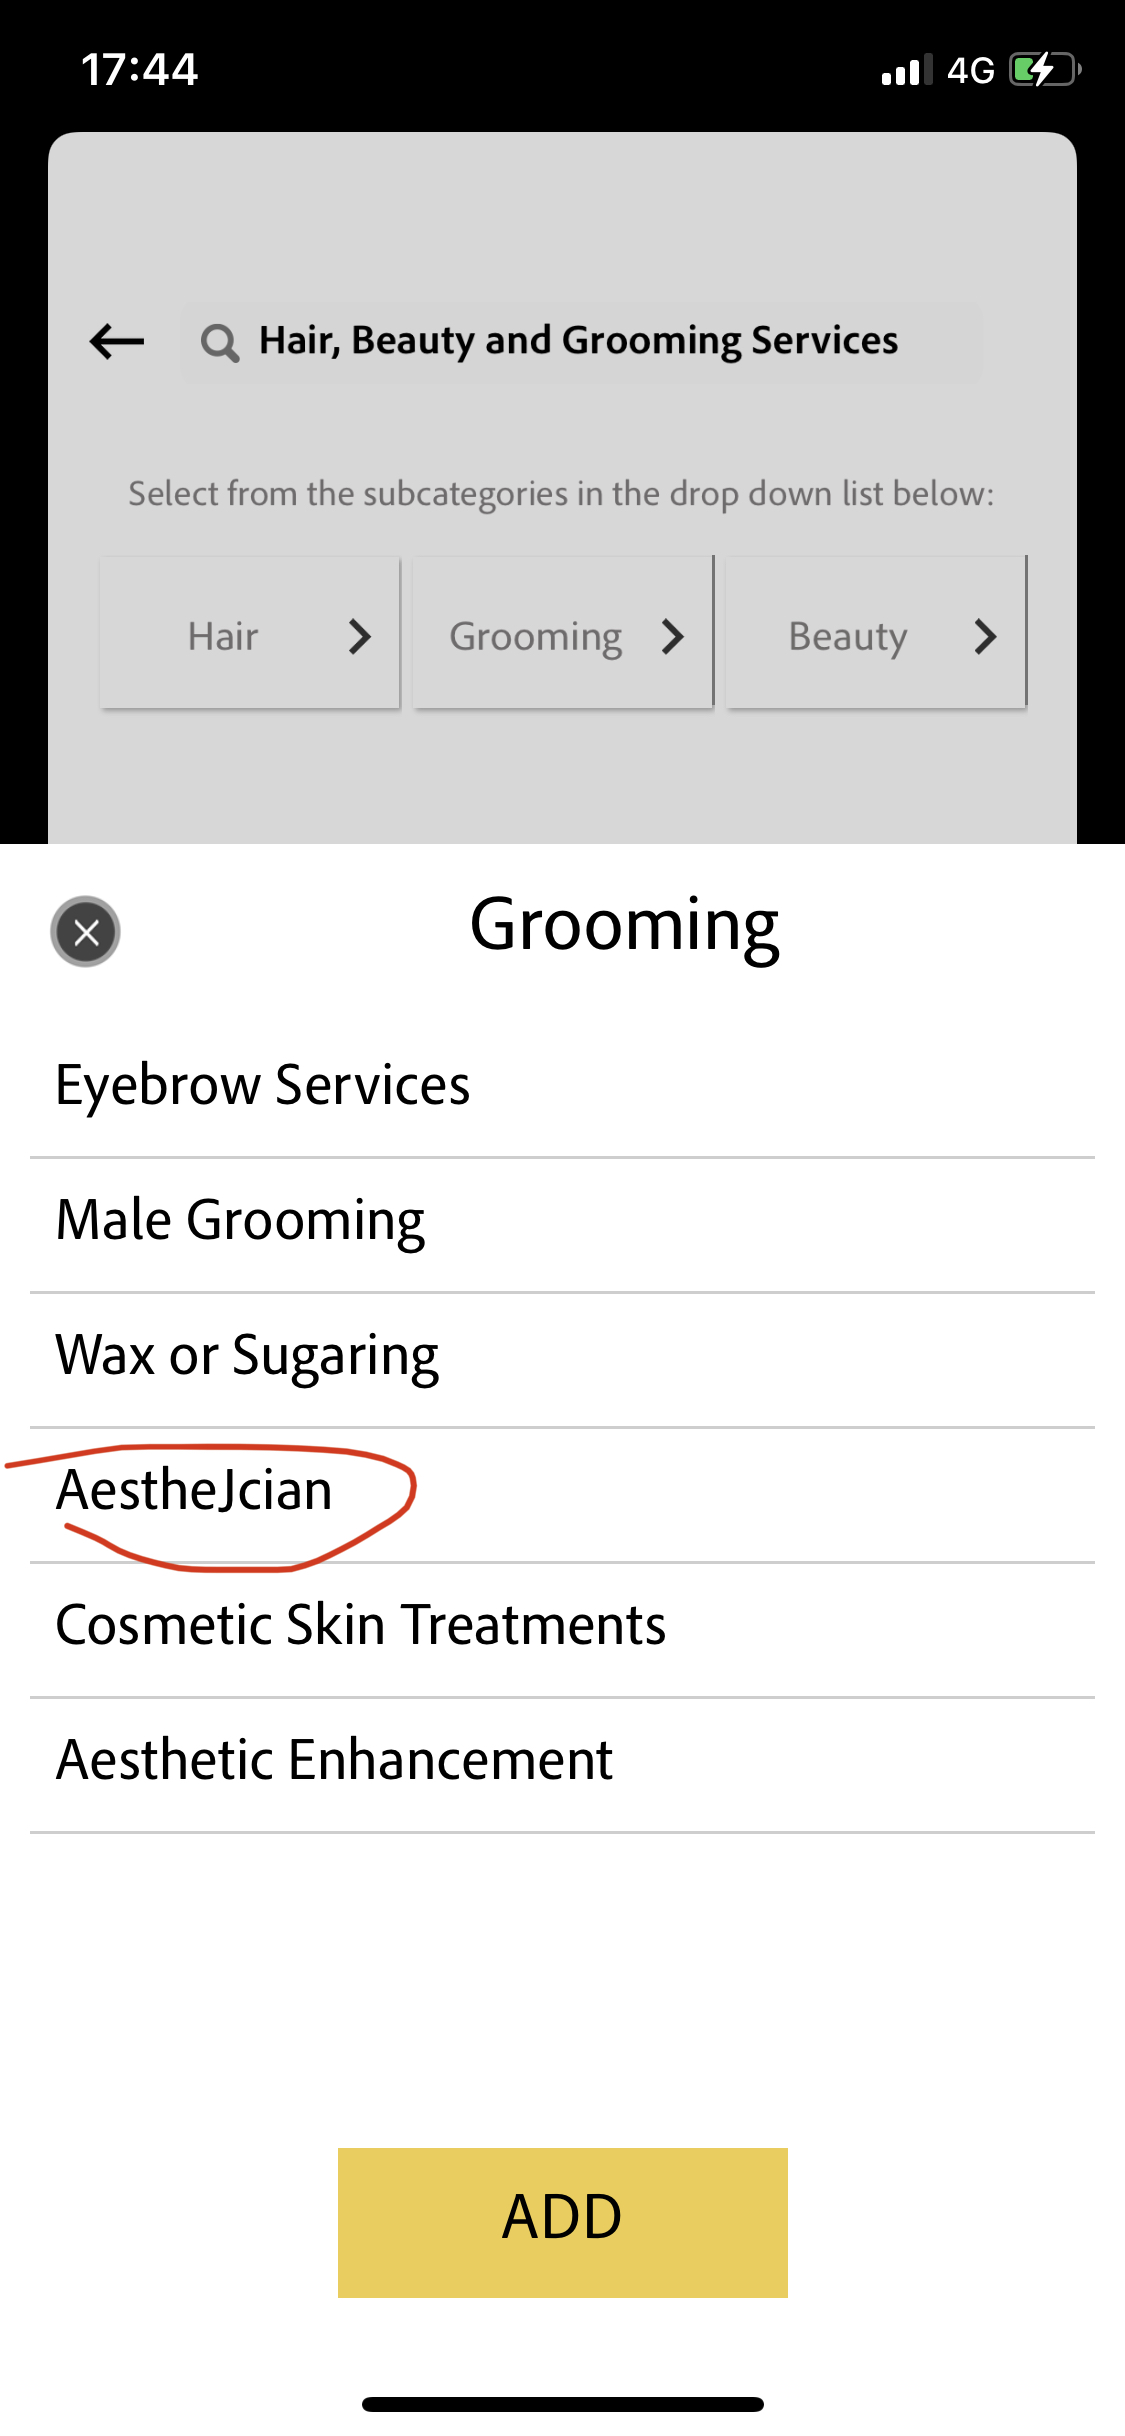 17:44
4G
Hair, Beauty and Grooming Services
Select from the subcategories in the drop down list below:
Hair
Grooming
Beauty
Grooming
Eyebrow Services
Male Grooming
Wax or Sugaring
AestheJcian
Cosmetic Skin Treatments
Aesthetic Enhancement
ADD